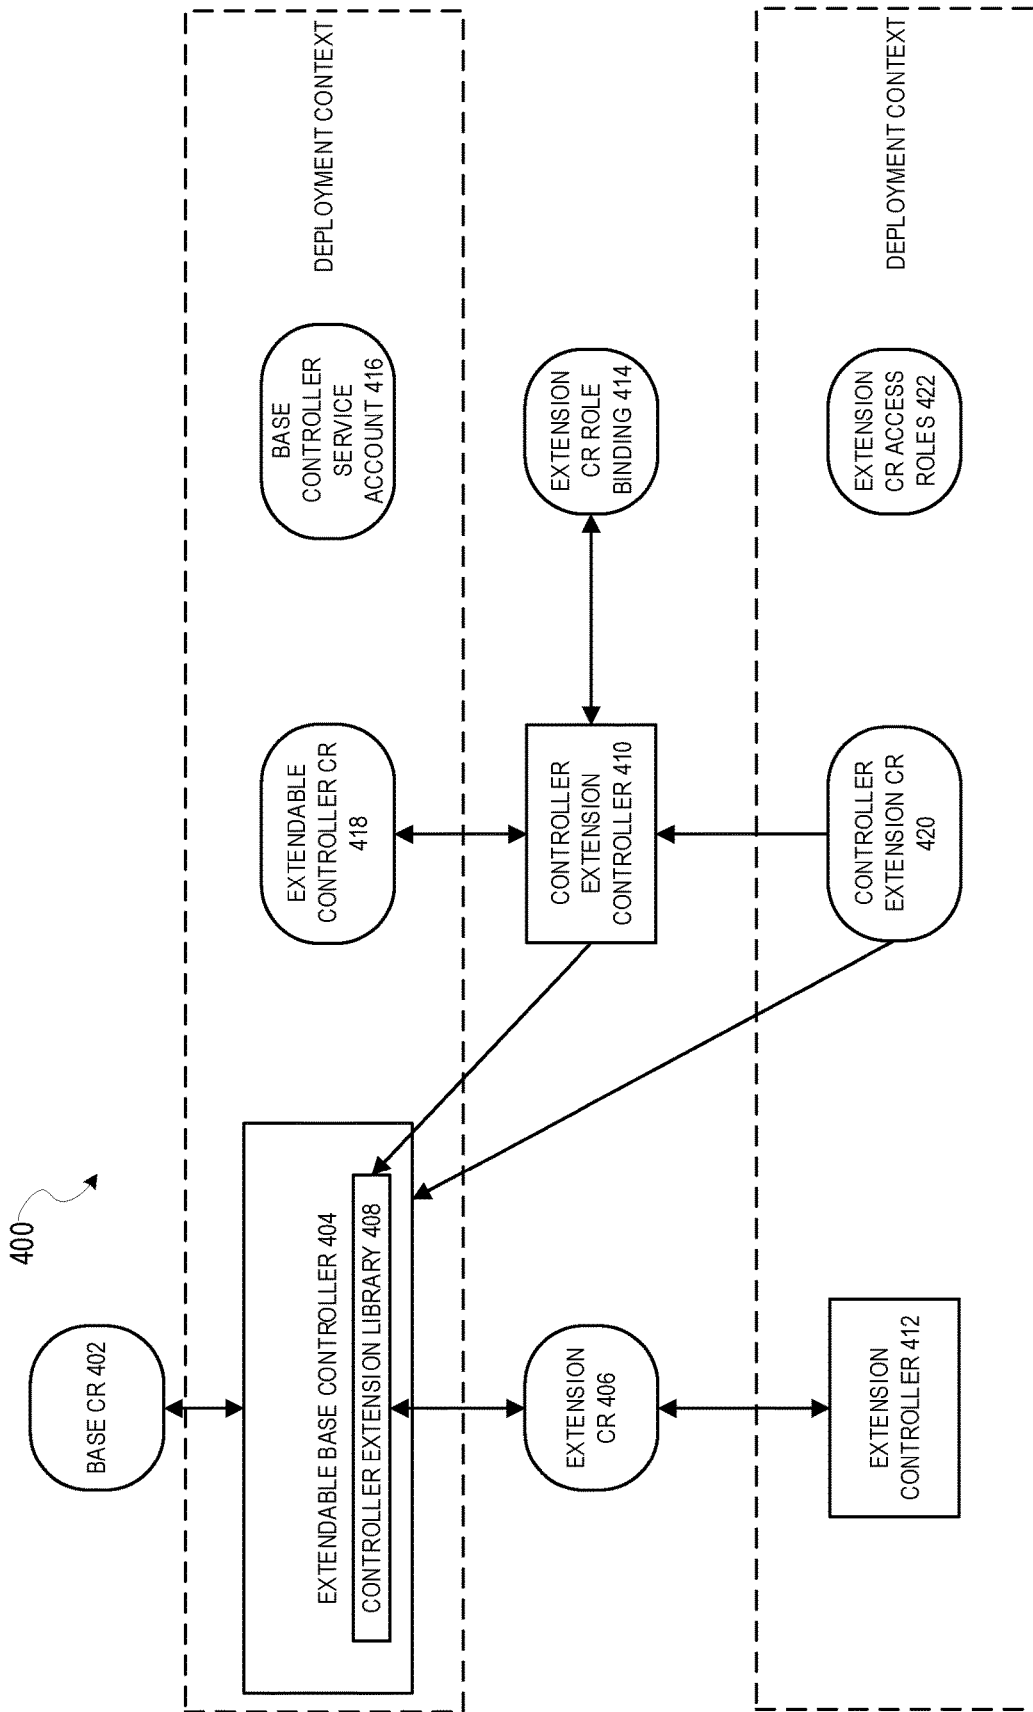 400
BASE CR 402
EXTENDABLE BASE CONTROLLER 404
CONTROLLER EXTENSION LIBRARY 408
EXTENDABLE
CONTROLLER CR
418
BASE
CONTROLLER
SERVICE
ACCOUNT 416
DEPLOYMENT CONTEXT
EXTENSION
CR 406
CONTROLLER
EXTENSION
CONTROLLER 410
EXTENSION
CR ROLE
BINDING 414
EXTENSION
CONTROLLER 412
CONTROLLER
EXTENSION CR
420
EXTENSION
CR ACCESS
ROLES 422
DEPLOYMENT CONTEXT